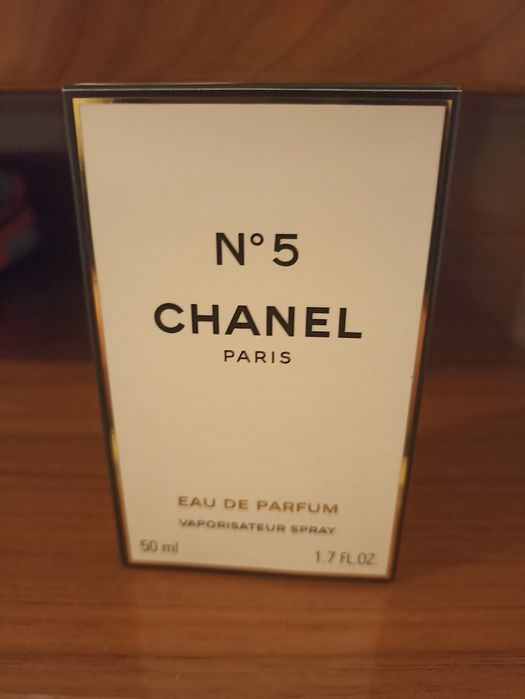 N°5
CHANEL
PARIS
EAU DE PARFUM
VAPORISATEUR SPRAY
50 ml 1.7 FL.OZ.